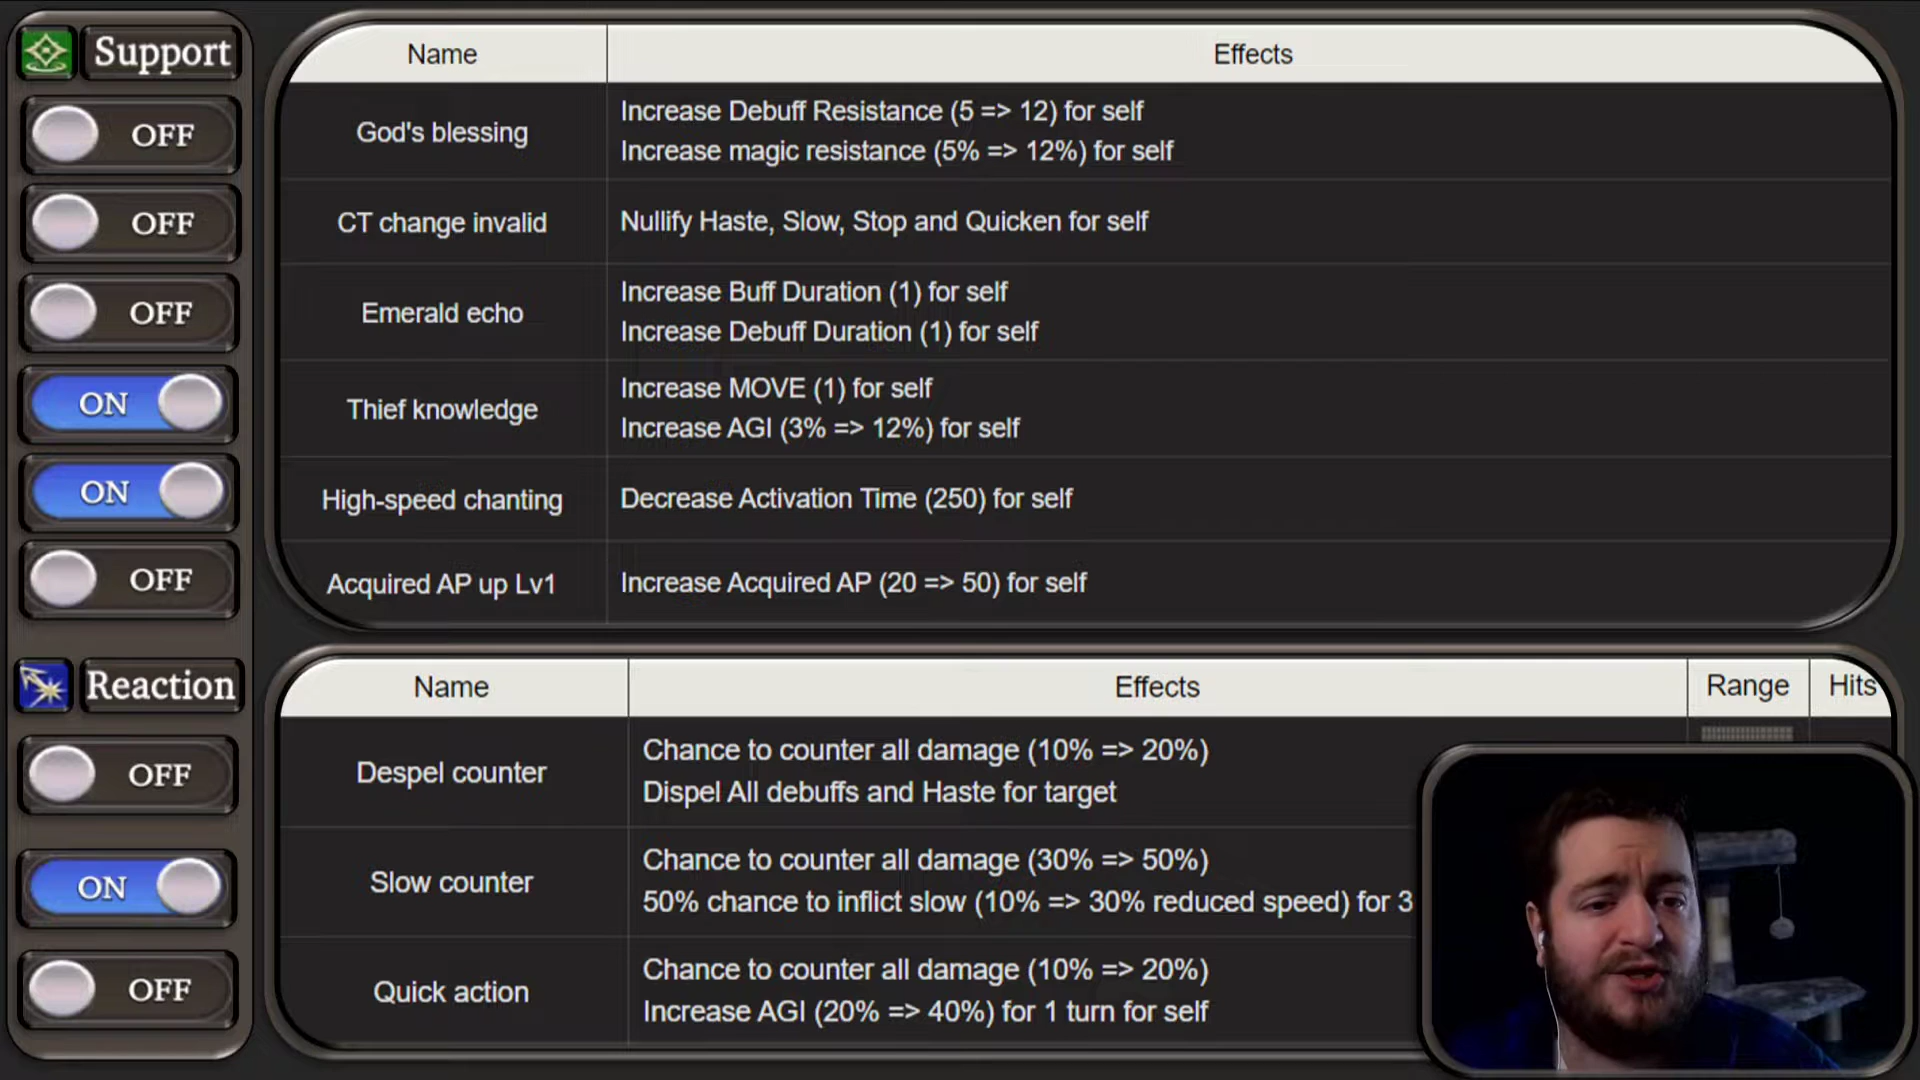 Support
Name
Effects
OFF
God's blessing
Increase Debuff Resistance (5 => 12) for self
Increase magic resistance (5% => 12%) for self
OFF
CT change invalid
Nullify Haste, Slow, Stop and Quicken for self
OFF
Emerald echo
Increase Buff Duration (1) for self
Increase Debuff Duration (1) for self
ON
Thief knowledge
Increase MOVE (1) for self
Increase AGI (3% => 12%) for self
ON
High-speed chanting
Decrease Activation Time (250) for self
OFF
Acquired AP up Lv1
Increase Acquired AP (20 => 50) for self
Reaction
Name
Effects
Range
Hits
OFF
Despel counter
Chance to counter all damage (10% => 20%)
Dispel All debuffs and Haste for target
ON
Slow counter
Chance to counter all damage (30% => 50%)
50% chance to inflict slow (10% => 30% reduced speed) for 3
OFF
Quick action
Chance to counter all damage (10% => 20%)
Increase AGI (20% => 40%) for 1 turn for self